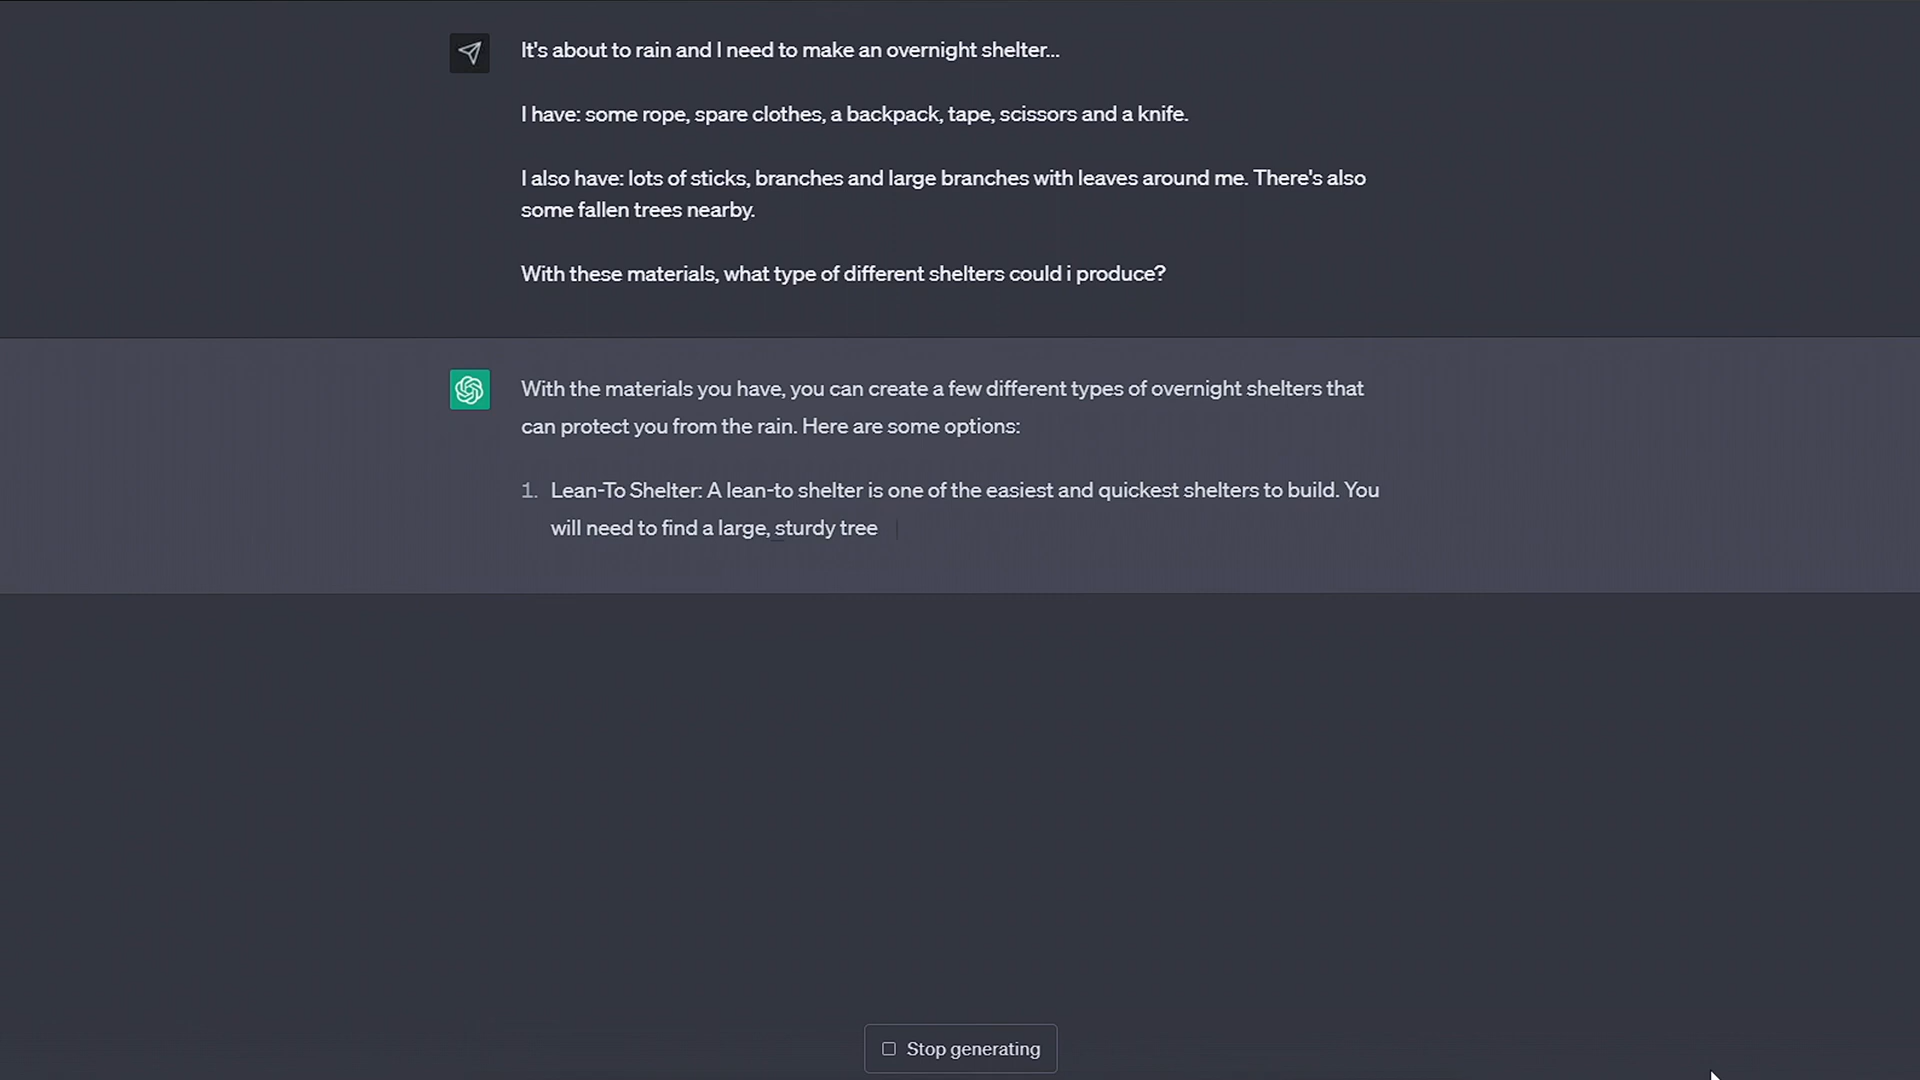 It's about to rain and I need to make an overnight shelter...
I have: some rope, spare clothes, a backpack, tape, scissors and a knife.
I also have: lots of sticks, branches and large branches with leaves around me. There's also
some fallen trees nearby.
With these materials, what type of different shelters could i produce?
With the materials you have, you can create a few different types of overnight shelters that
can protect you from the rain. Here are some options:
1. Lean-To Shelter: A lean-to shelter is one of the easiest and quickest shelters to build. You
will need to find a large, sturdy tree
Stop generating